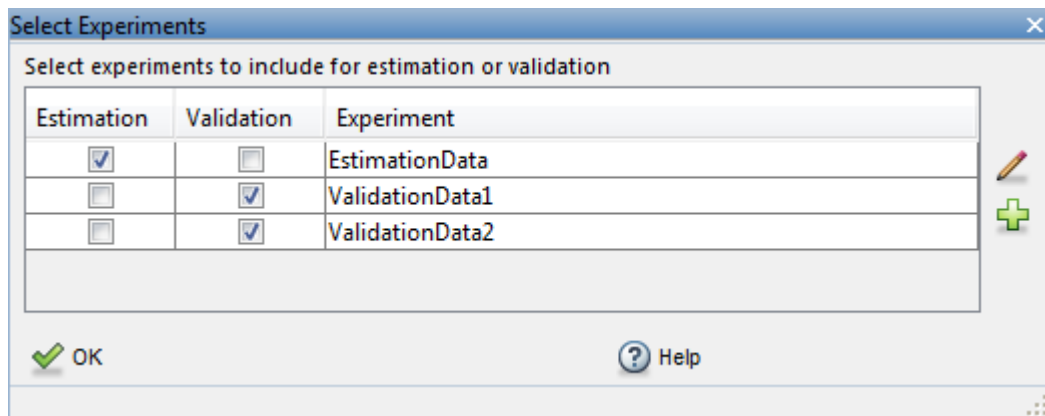 Select Experiments
Select experiments to include for estimation or validation
Estimation Validation Experiment
EstimationData
ValidationData1
ValidationData2
OK Help